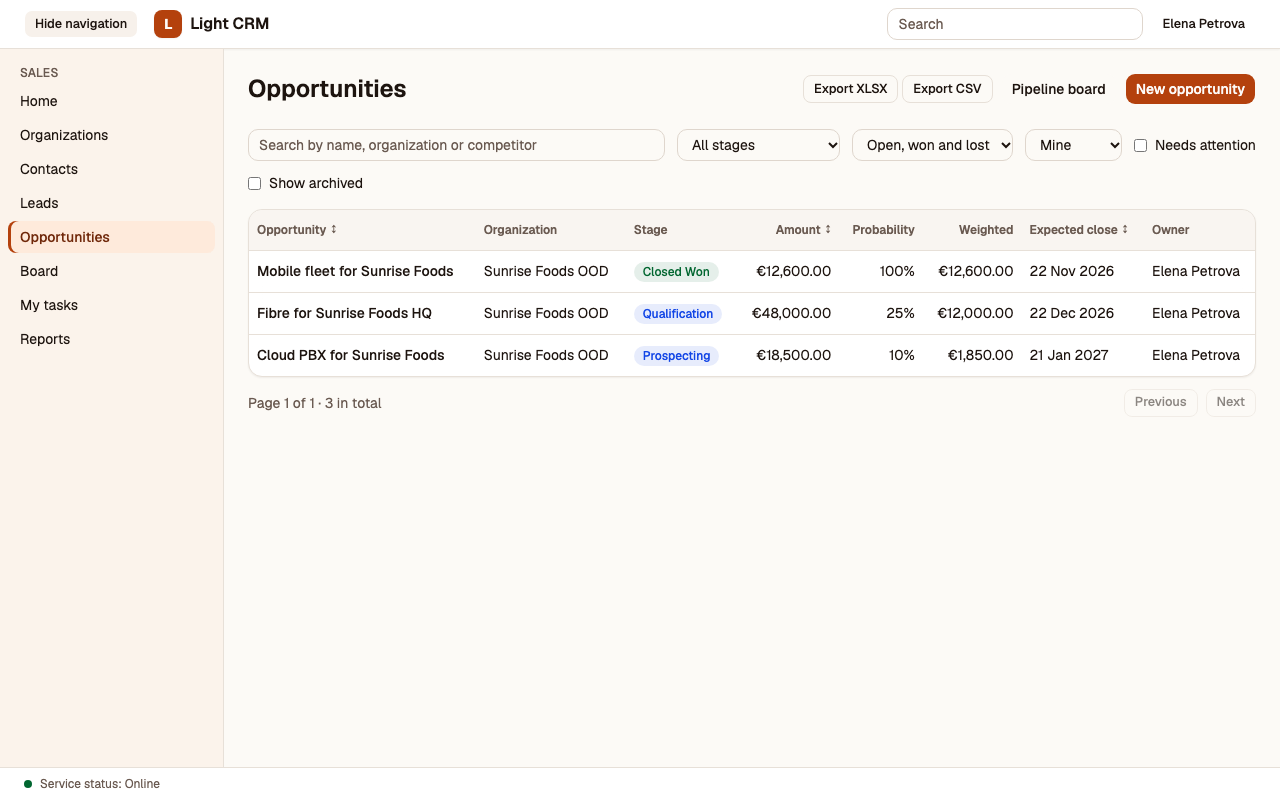 Hide navigation
L
Light CRM
Search
Elena Petrova
SALES
Home
Organizations
Contacts
Leads
Opportunities
Board
My tasks
Reports
Opportunities
Export XLSX
Export CSV
Pipeline board
New opportunity
Search by name, organization or competitor
All stages
Open, won and lost
Mine
Needs attention
Show archived
Opportunity ↕ Organization Stage Amount ↕ Probability Weighted Expected close ↕ Owner
Mobile fleet for Sunrise Foods Sunrise Foods OOD Closed Won €12,600.00 100% €12,600.00 22 Nov 2026 Elena Petrova
Fibre for Sunrise Foods HQ Sunrise Foods OOD Qualification €48,000.00 25% €12,000.00 22 Dec 2026 Elena Petrova
Cloud PBX for Sunrise Foods Sunrise Foods OOD Prospecting €18,500.00 10% €1,850.00 21 Jan 2027 Elena Petrova
Page 1 of 1 · 3 in total
Previous
Next
Service status: Online